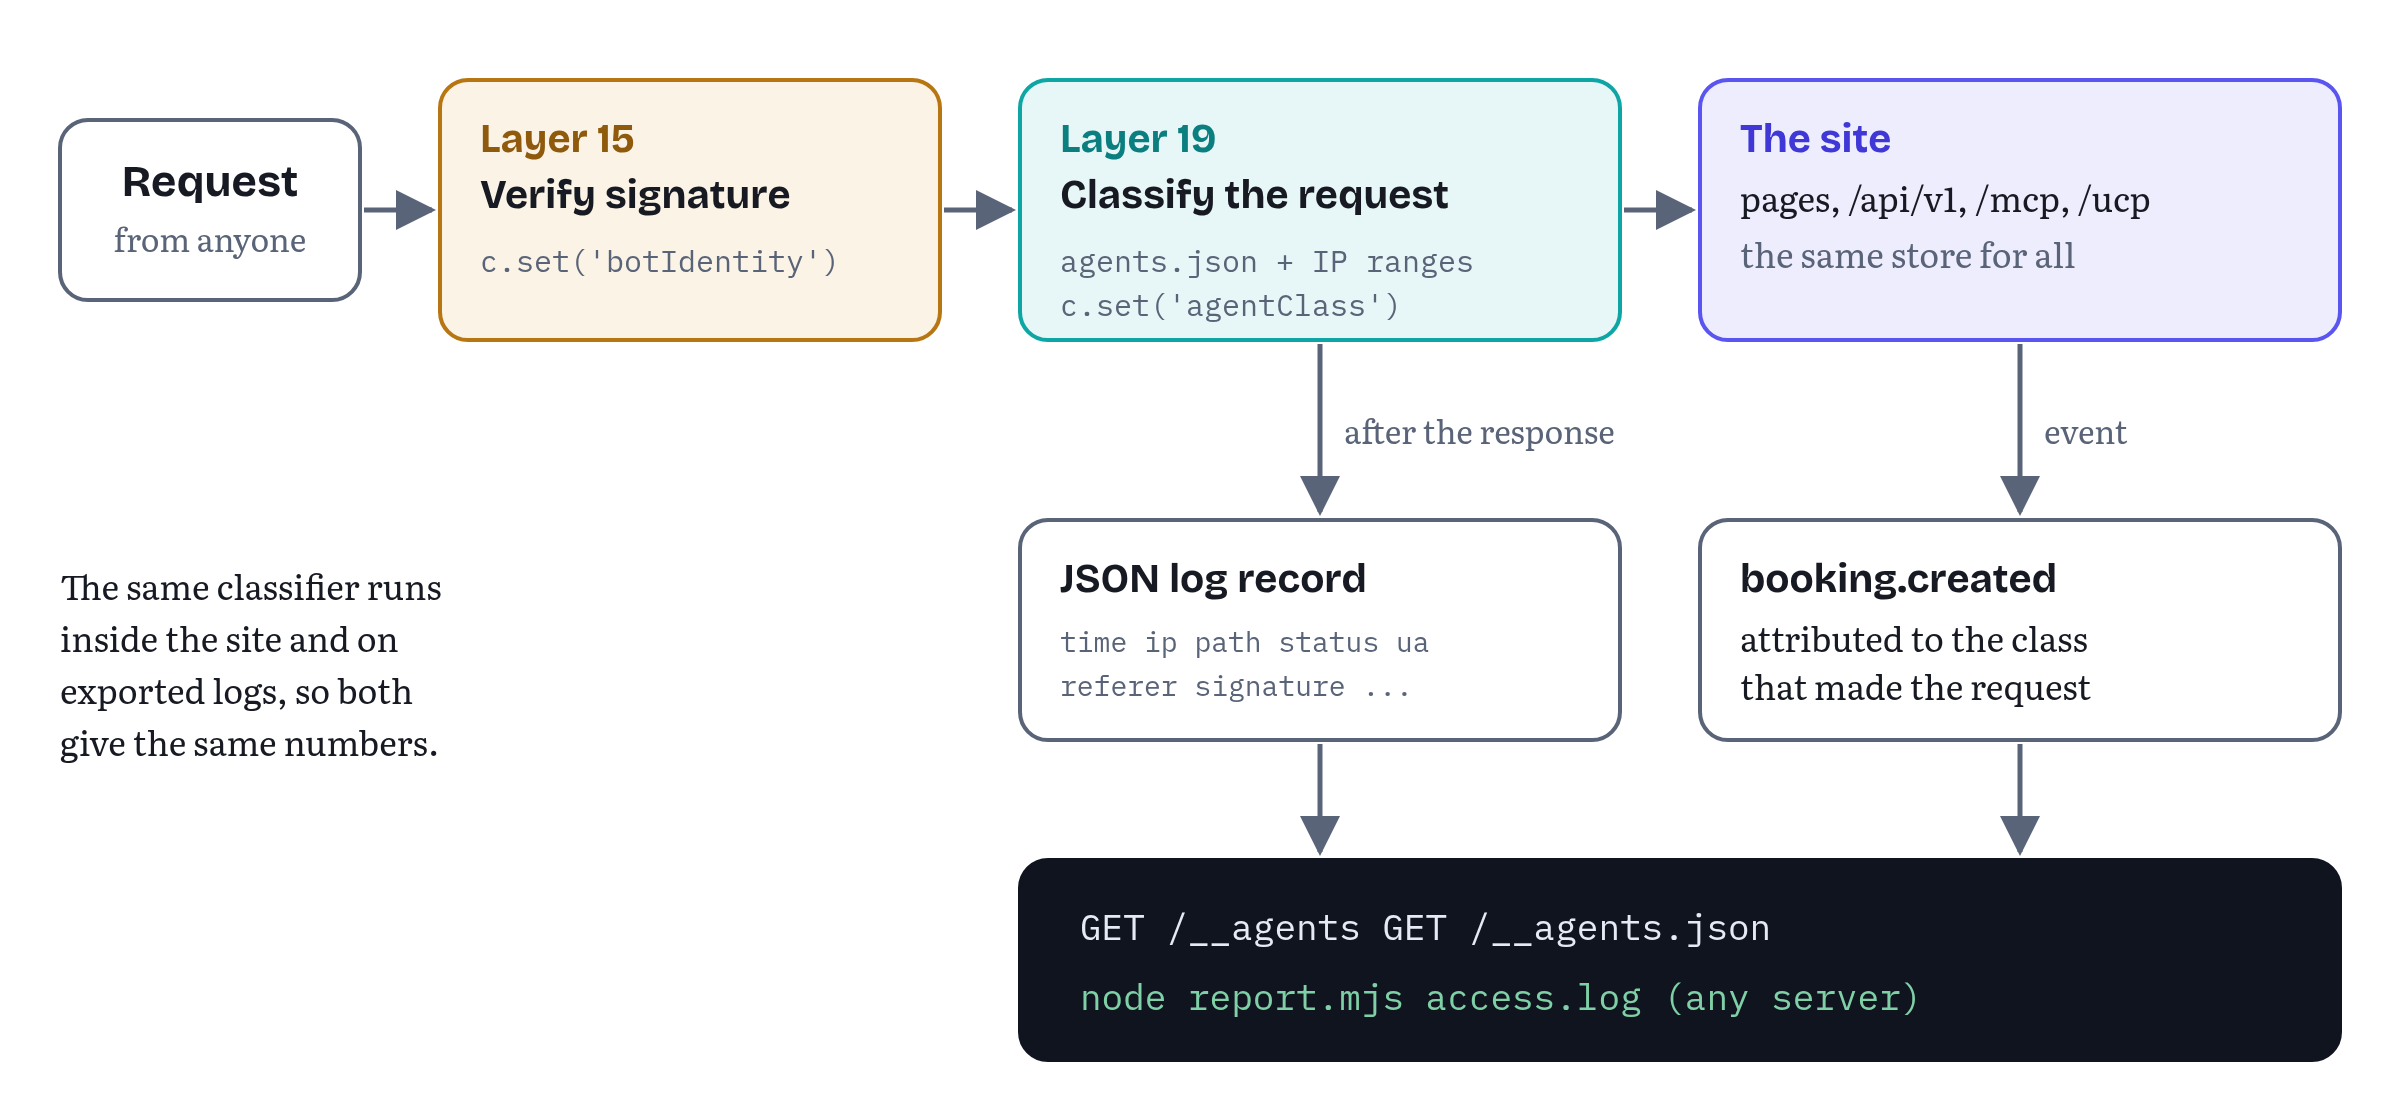 Request
from anyone
Layer 15
Verify signature
c.set('botIdentity')
Layer 19
Classify the request
agents.json + IP ranges
c.set('agentClass')
The site
pages, /api/v1, /mcp, /ucp
the same store for all
after the response
event
The same classifier runs
inside the site and on
exported logs, so both
give the same numbers.
JSON log record
time ip path status ua
referer signature ...
booking.created
attributed to the class
that made the request
GET /__agents GET /__agents.json
node report.mjs access.log (any server)